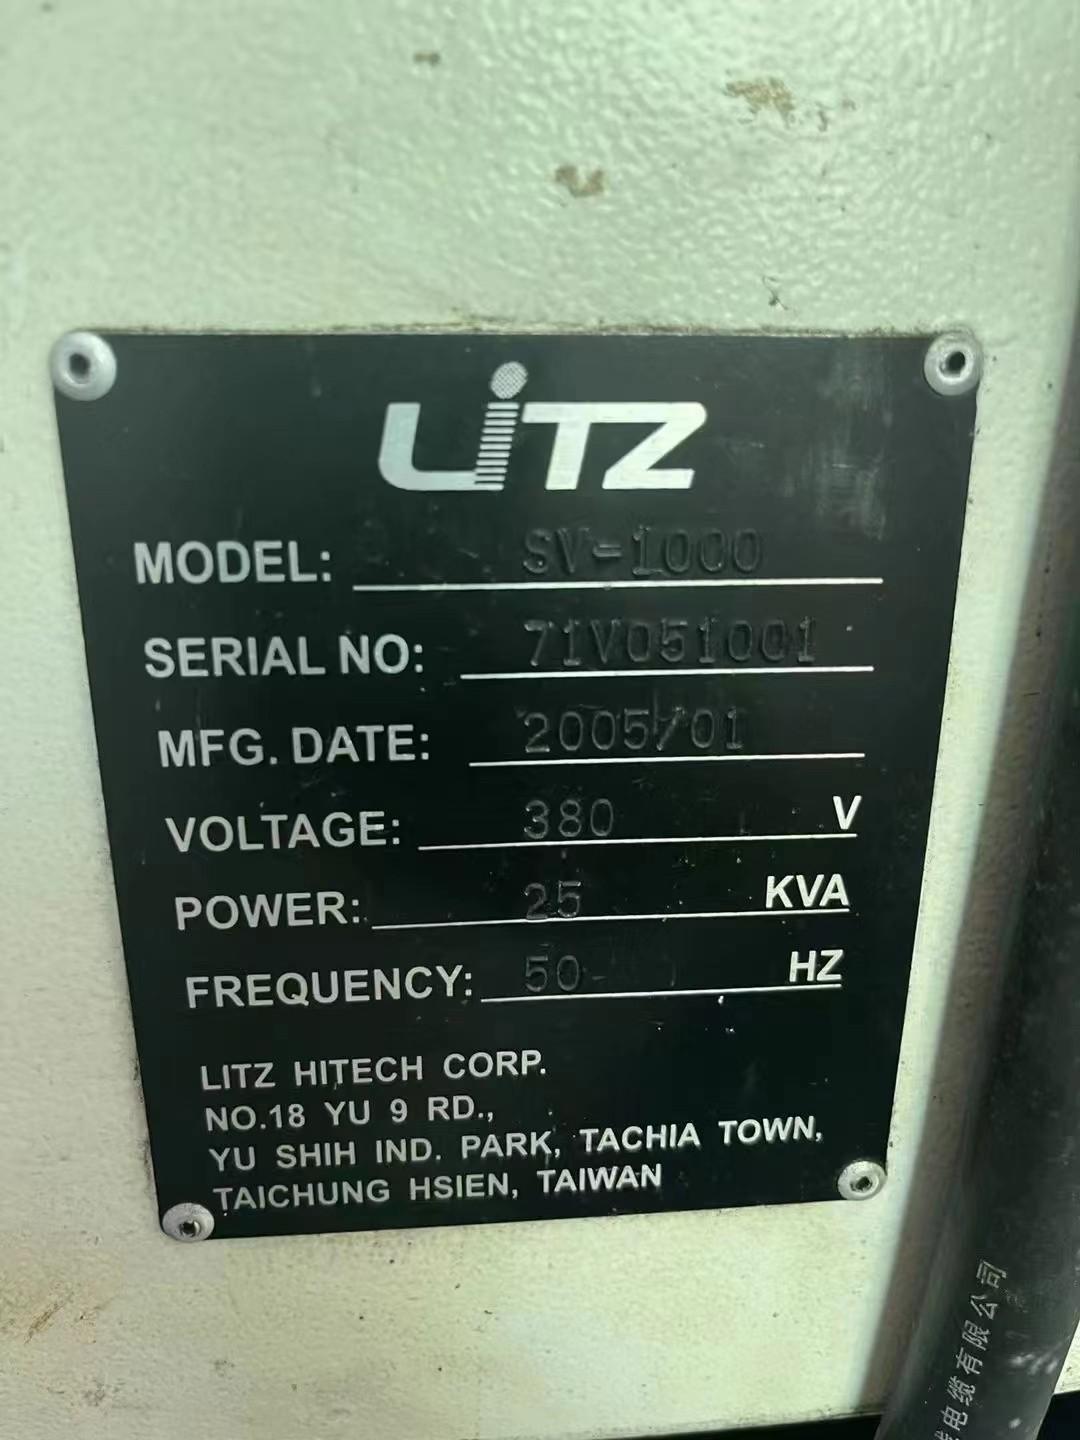 LiTZ
MODEL: SV-1000
SERIAL NO: 71V051001
MFG. DATE: 2005/01
VOLTAGE: 380 V
POWER: 25 KVA
FREQUENCY: 50 HZ
LITZ HITECH CORP.
NO.18 YU 9 RD.,
YU SHIH IND. PARK, TACHIA TOWN,
TAICHUNG HSIEN, TAIWAN
电缆有限公司